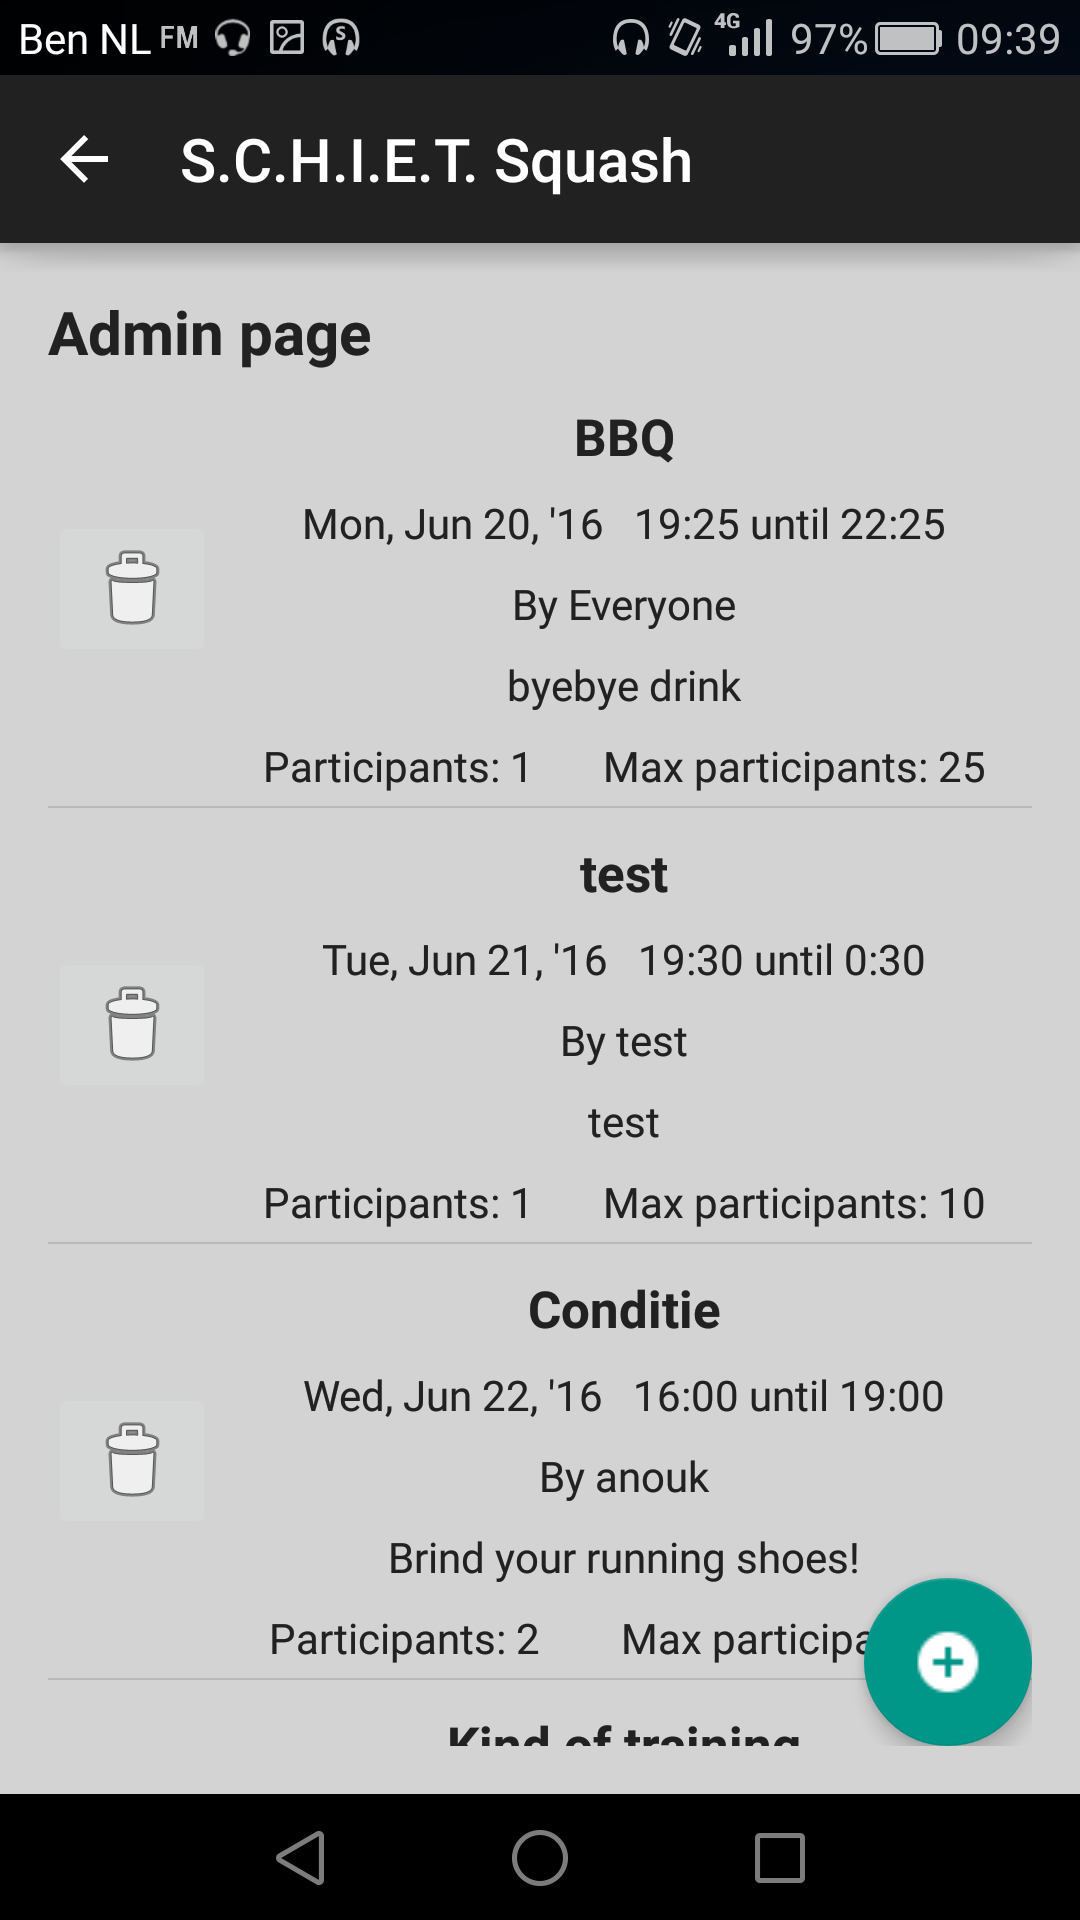 Ben NL FM 4G 97% 09:39
S.C.H.I.E.T. Squash
Admin page
BBQ
Mon, Jun 20, '16 19:25 until 22:25
By Everyone
byebye drink
Participants: 1 Max participants: 25
test
Tue, Jun 21, '16 19:30 until 0:30
By test
test
Participants: 1 Max participants: 10
Conditie
Wed, Jun 22, '16 16:00 until 19:00
By anouk
Brind your running shoes!
Participants: 2 Max participa
Kind of training